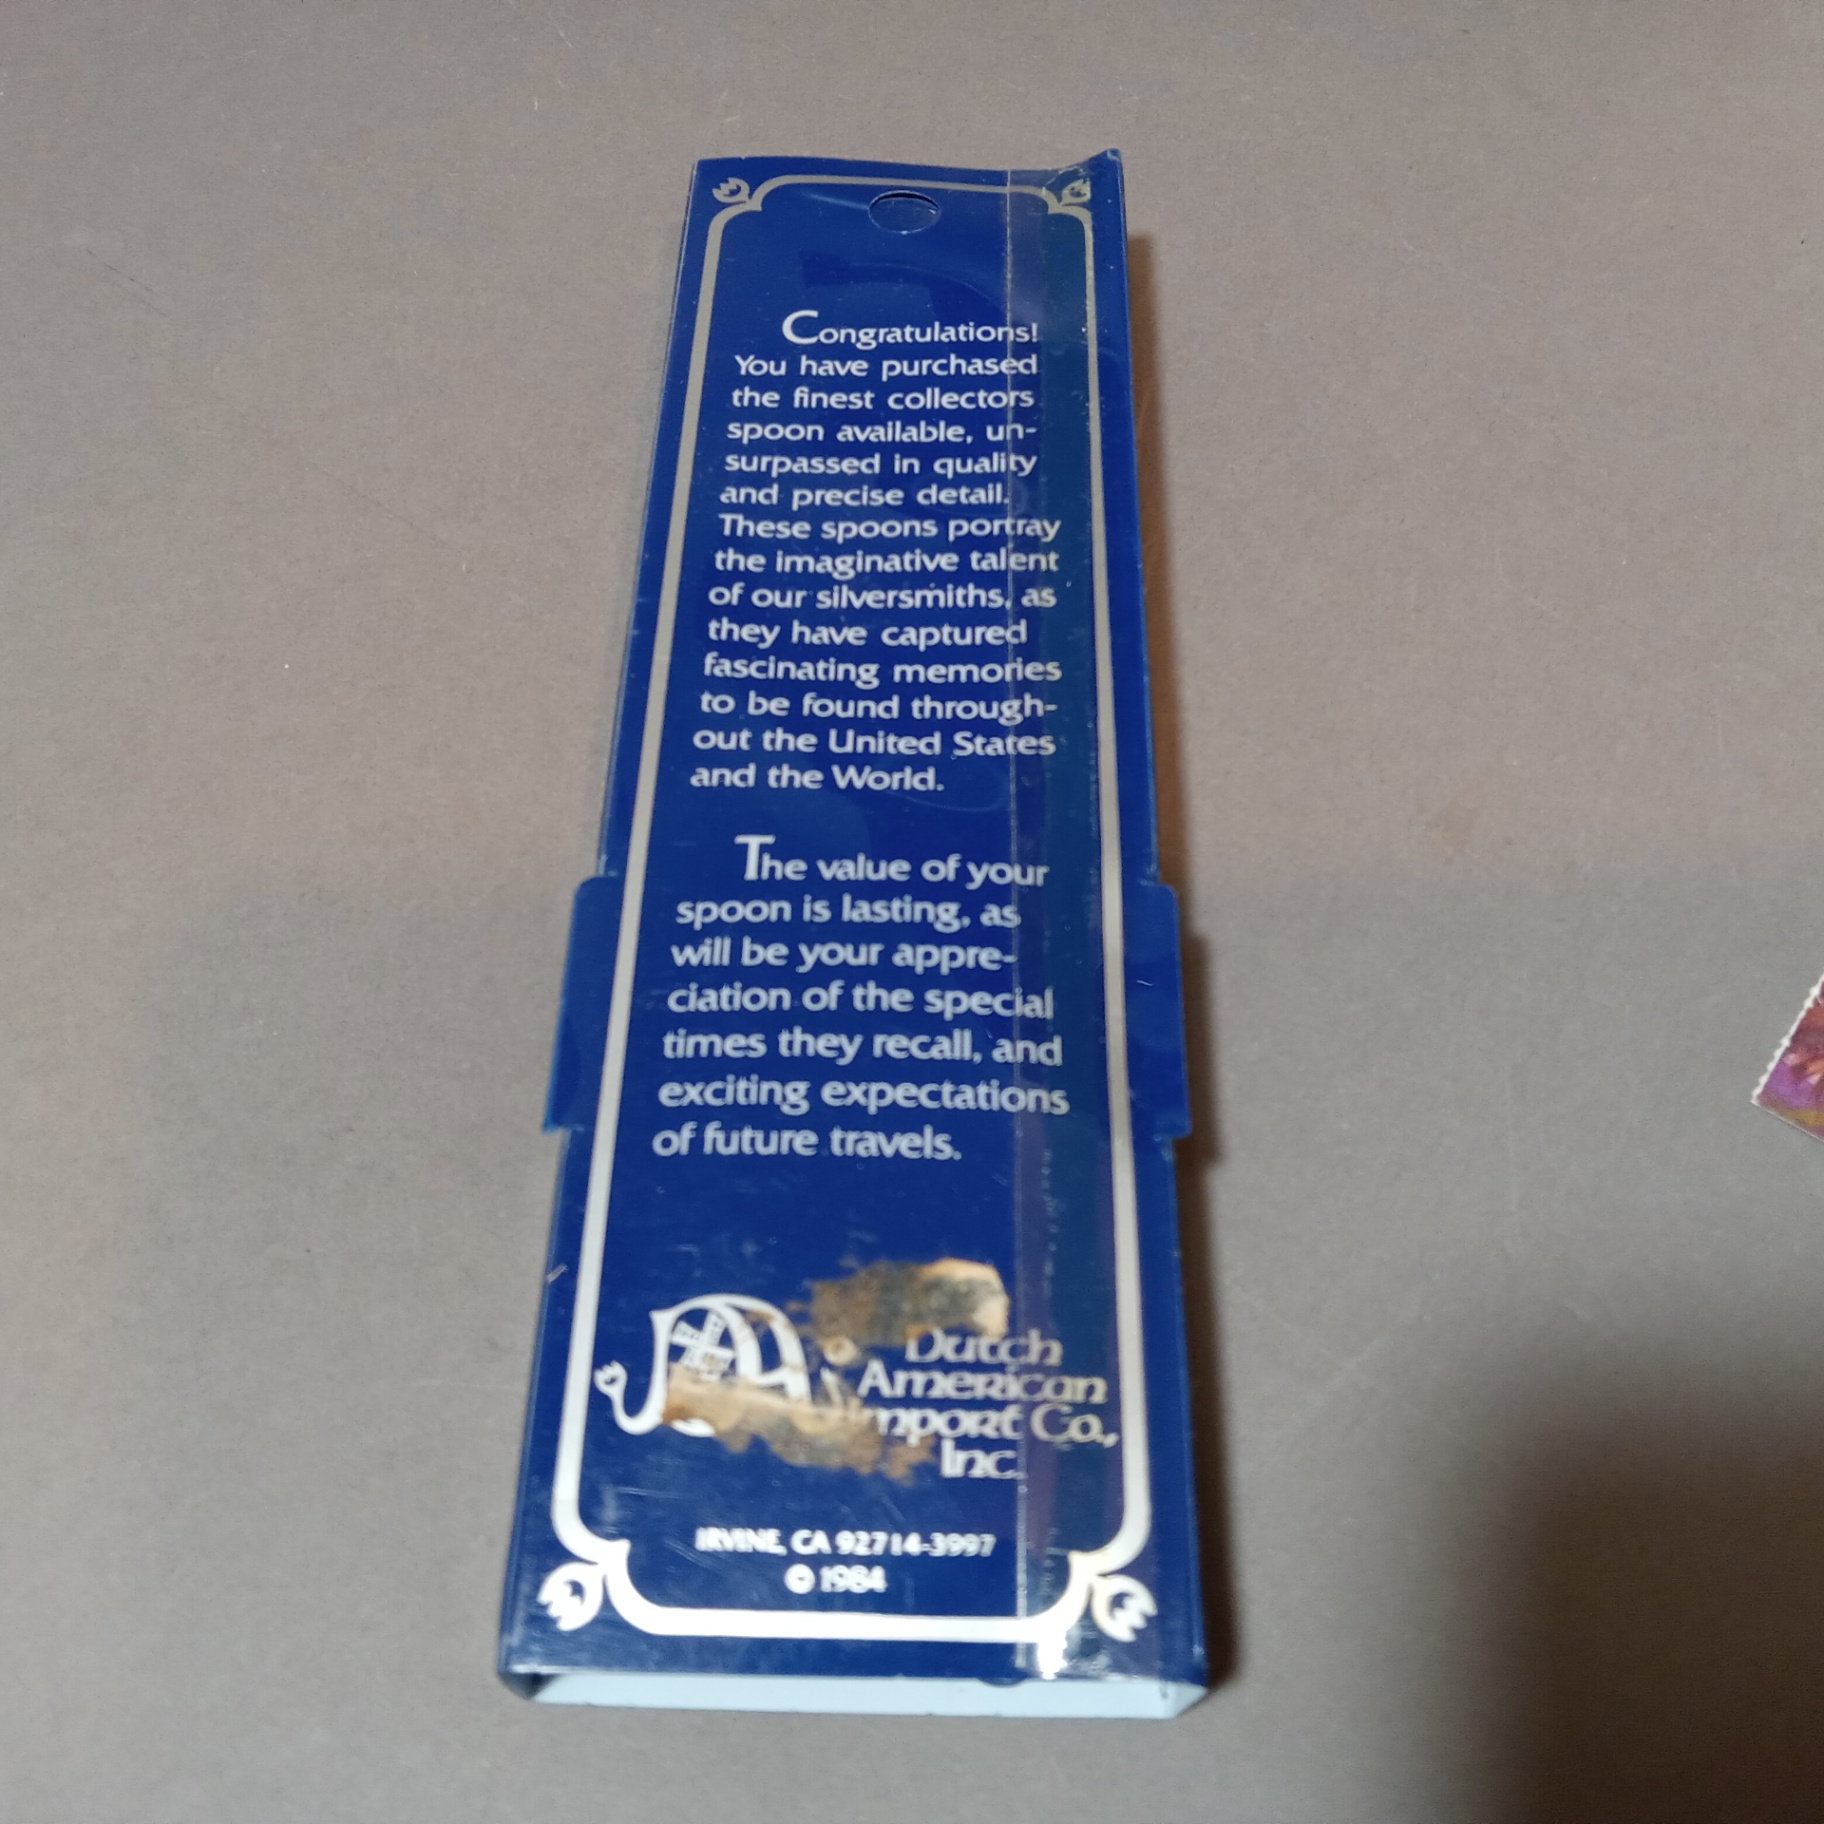 Congratulations!
You have purchased
the finest collectors
spoon available, un-
surpassed in quality
and precise detail.
These spoons portray
the imaginative talent
of our silversmiths, as
they have captured
fascinating memories
to be found through-
out the United States
and the World.
The value of your
spoon is lasting, as
will be your appre-
ciation of the special
times they recall, and
exciting expectations
of future travels.
Dutch
American
Import Co.,
Inc.
IRVINE, CA 92714-3997
© 1984